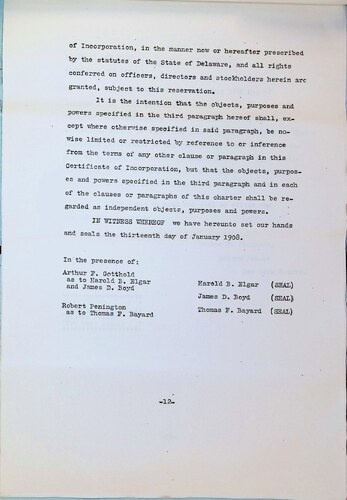 of Incorporation, in the manner now or hereafter prescribed
by the statutes of the State of Delaware, and all rights
conferred on officers, directors and stockholders herein are
granted, subject to this reservation.
It is the intention that the objects, purposes and
powers specified in the third paragraph hereof shall, ex-
cept where otherwise specified in said paragraph, be no-
wise limited or restricted by reference to or inference
from the terms of any other clause or paragraph in this
Certificate of Incorporation, but that the objects, purpos-
es and powers specified in the third paragraph and in each
of the clauses or paragraphs of this charter shall be re-
garded as independent objects, purposes and powers.
IN WITNESS WHEREOF we have hereunto set our hands
and seals the thirteenth day of January 1908.
In the presence of:
Arthur F. Gotthold
as to Harold B. Elgar
and James D. Boyd
Harold B. Elgar (SEAL)
James D. Boyd (SEAL)
Robert Penington
as to Thomas F. Bayard
Thomas F. Bayard (SEAL)
-12-